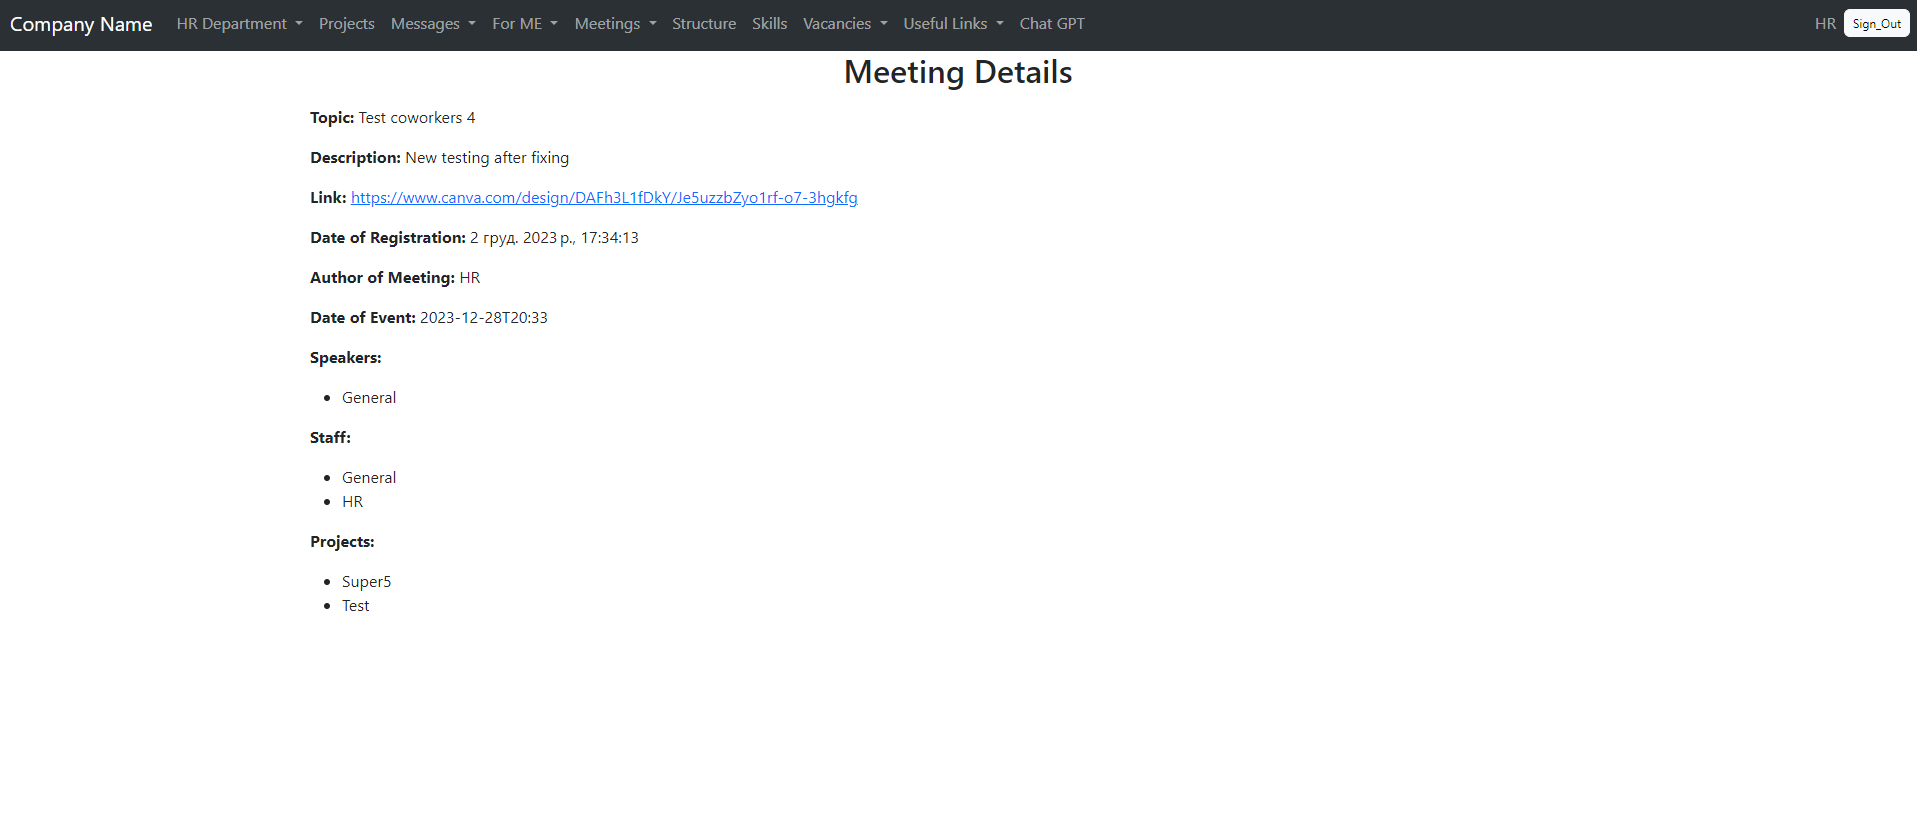 Company Name HR Department Projects Messages For ME Meetings Structure Skills Vacancies Useful Links Chat GPT HR Sign_Out
Meeting Details
Topic: Test coworkers 4
Description: New testing after fixing
Link: https://www.canva.com/design/DAFh3L1fDkY/Je5uzzbZyo1rf-o7-3hgkfg
Date of Registration: 2 груд. 2023 р., 17:34:13
Author of Meeting: HR
Date of Event: 2023-12-28T20:33
Speakers:
General
Staff:
General
HR
Projects:
Super5
Test